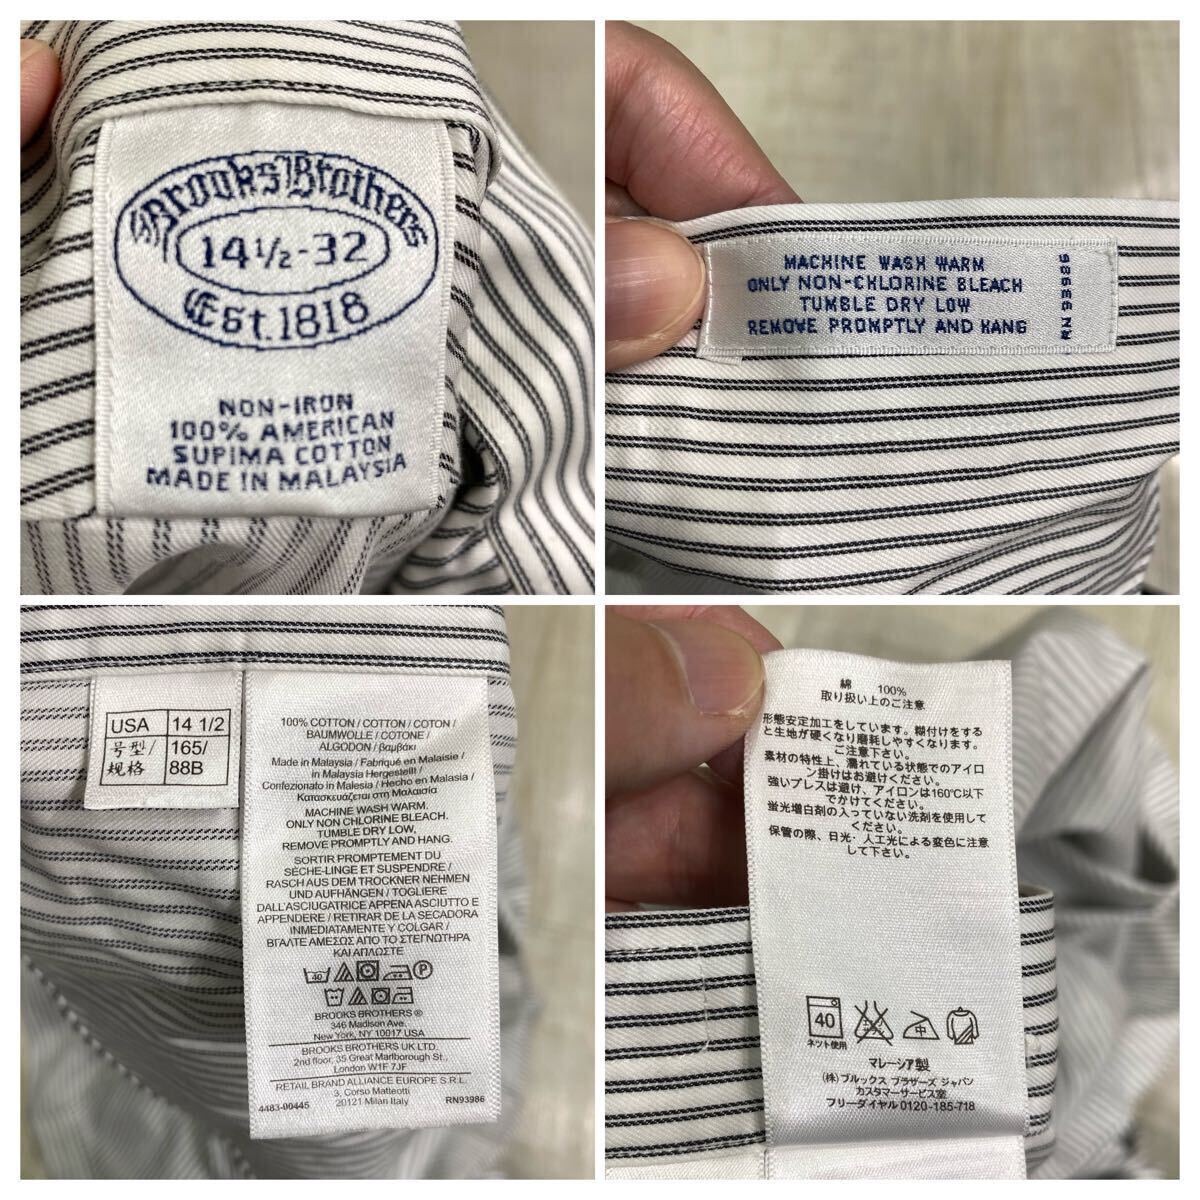 Brooks Brothers
14½-32
Est. 1818
NON-IRON
100% AMERICAN
SUPIMA COTTON
MADE IN MALAYSIA
MACHINE WASH WARM
ONLY NON-CHLORINE BLEACH
TUMBLE DRY LOW
REMOVE PROMPTLY AND HANG
RN 93986
USA 14 1/2
号型/ 165/
规格 88B
100% COTTON / COTTON / COTON /
BAUMWOLLE / COTONE /
ALGODON / βαμβάκι
Made in Malaysia / Fabriqué en Malaisie /
in Malaysia Hergestellt /
Confezionato in Malesia / Hecho en Malasia /
Κατασκευάζεται στη Μαλαισία
MACHINE WASH WARM.
ONLY NON CHLORINE BLEACH.
TUMBLE DRY LOW,
REMOVE PROMPTLY AND HANG.
SORTIR PROMPTEMENT DU
SÈCHE-LINGE ET SUSPENDRE /
RASCH AUS DEM TROCKNER NEHMEN
UND AUFHÄNGEN / TOGLIERE
DALL'ASCIUGATRICE APPENA ASCIUTTO E
APPENDERE / RETIRAR DE LA SECADORA
INMEDIATAMENTE Y COLGAR /
ΒΓΑΛΤΕ ΑΜΕΣΩΣ ΑΠΟ ΤΟ ΣΤΕΓΝΩΤΗΡΑ
ΚΑΙ ΑΠΛΩΣΤΕ
40 P
BROOKS BROTHERS ®
346 Madison Ave.
New York, NY 10017 USA
BROOKS BROTHERS UK LTD.
2nd floor, 35 Great Marlborough St.,
London W1F 7JF
RETAIL BRAND ALLIANCE EUROPE S.R.L.
3, Corso Matteotti
20121 Milan Italy
4483-00445
RN93986
綿 100%
取り扱い上のご注意
形態安定加工をしています。糊付けをする
と生地が硬くなり磨耗しやすくなります。
ご注意下さい。
素材の特性上、濡れている状態でのアイロ
ン掛けはお避けください。
強いプレスは避け、アイロンは160℃以下
でかけてください。
蛍光増白剤の入っていない洗剤を使用して
ください。
保管の際、日光・人工光による変色に注意
して下さい。
40 中
ネット使用
マレーシア製
(株)ブルックス ブラザーズ ジャパン
カスタマーサービス室
フリーダイヤル0120-185-718